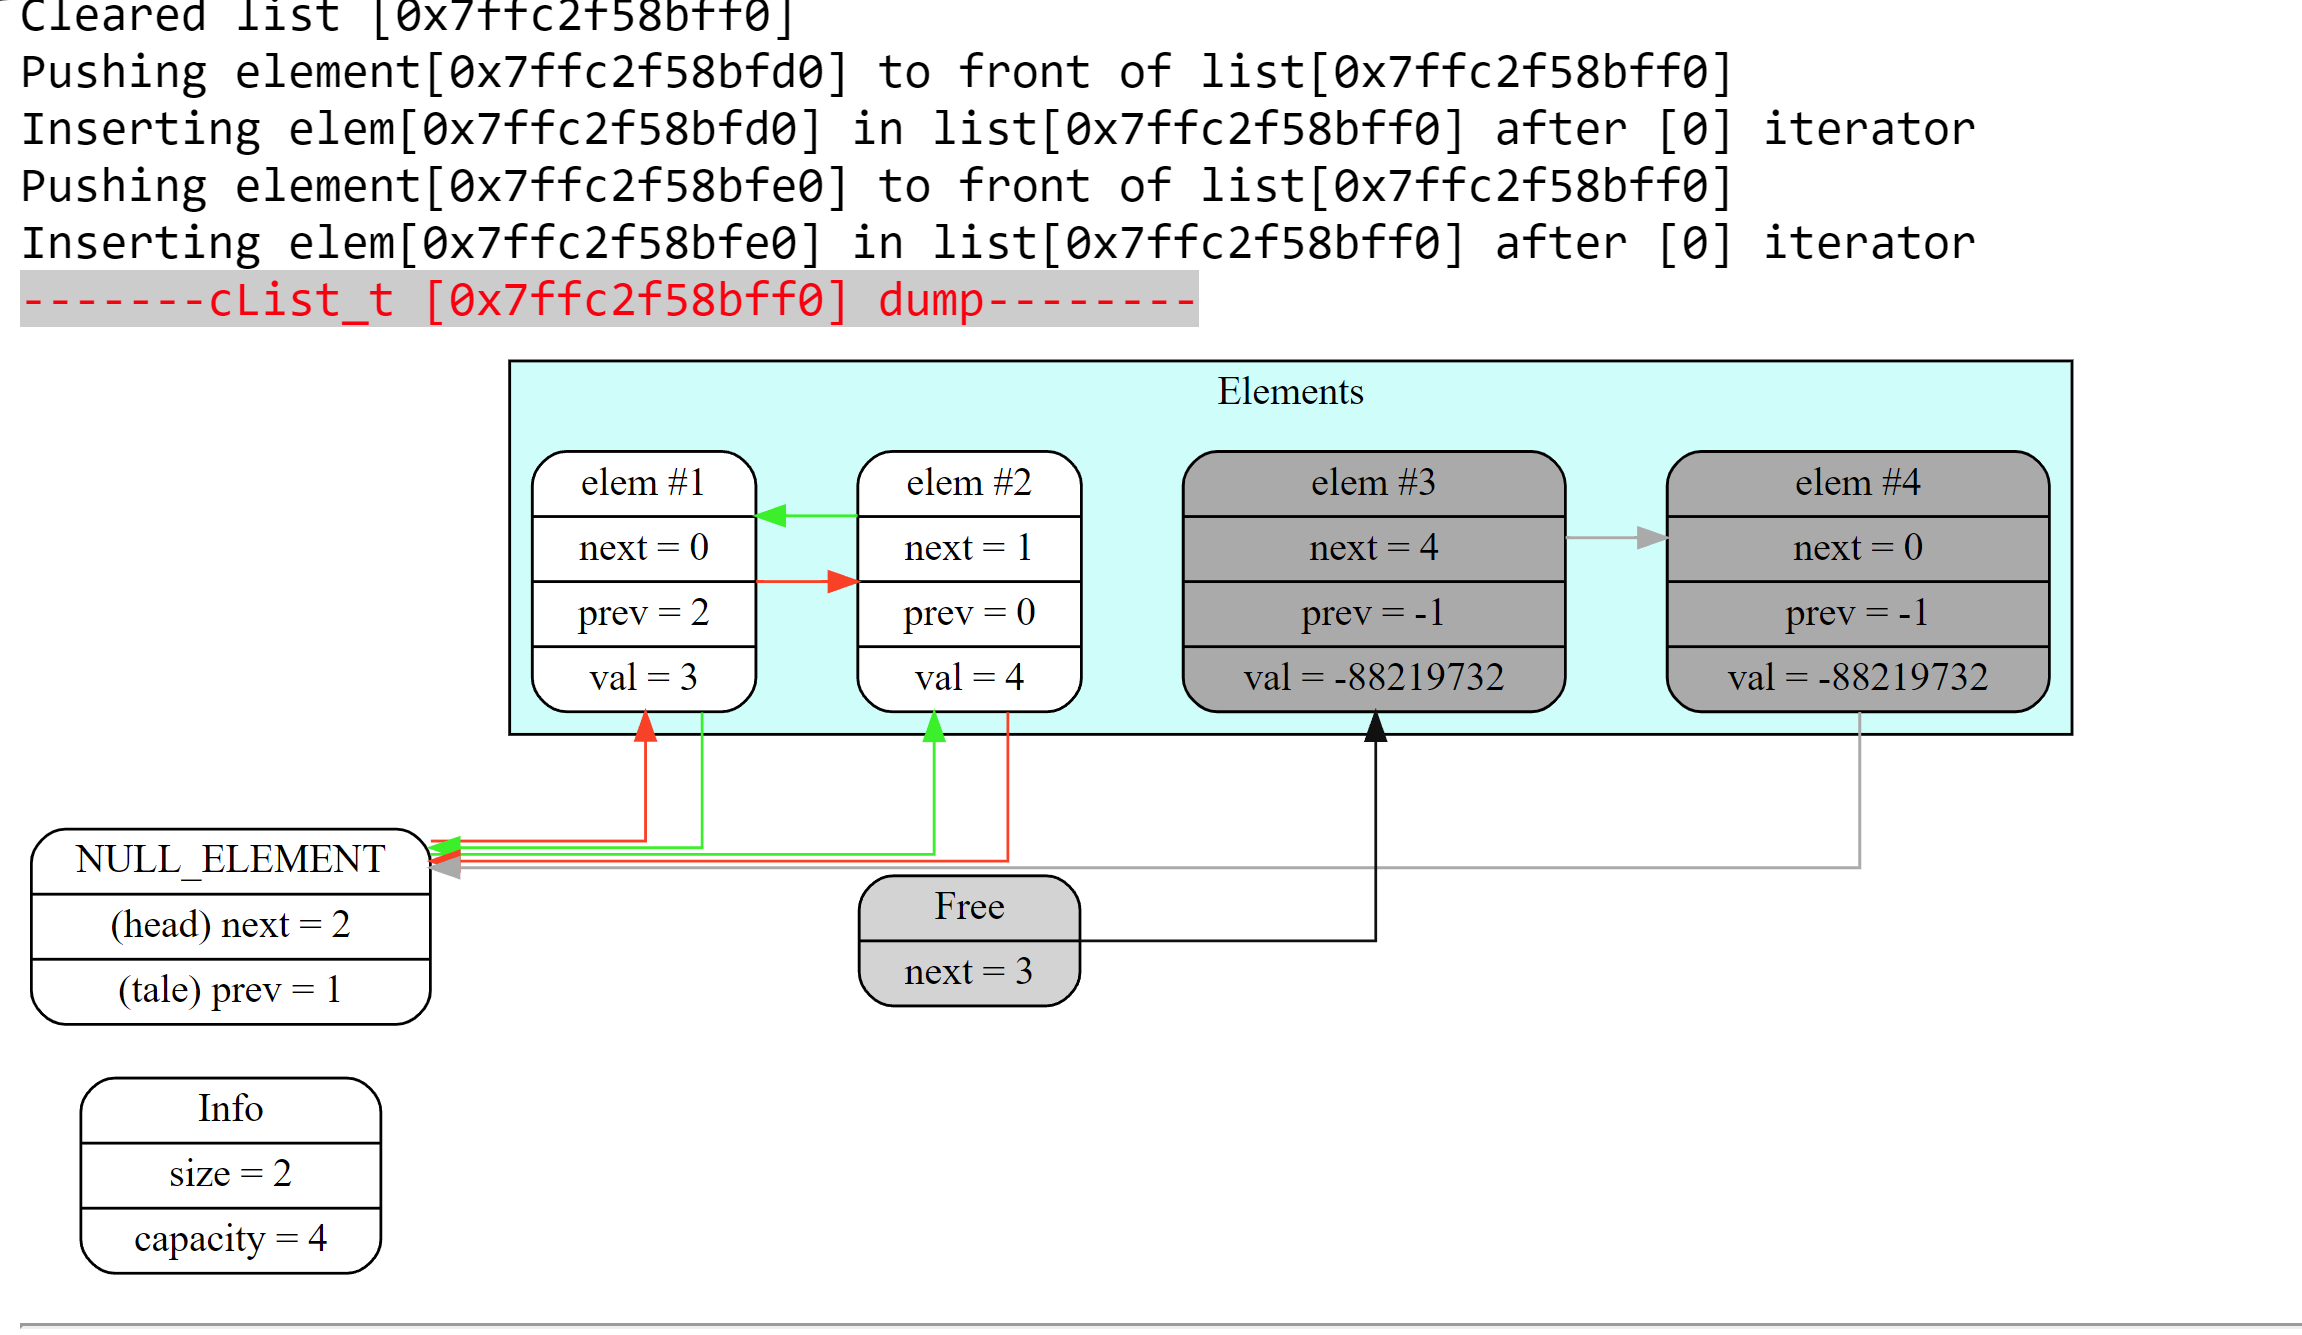 Cleared list [0x7ffc2f58bff0]
Pushing element[0x7ffc2f58bfd0] to front of list[0x7ffc2f58bff0]
Inserting elem[0x7ffc2f58bfd0] in list[0x7ffc2f58bff0] after [0] iterator
Pushing element[0x7ffc2f58bfe0] to front of list[0x7ffc2f58bff0]
Inserting elem[0x7ffc2f58bfe0] in list[0x7ffc2f58bff0] after [0] iterator
-------cList_t [0x7ffc2f58bff0] dump--------
Elements
elem #1
next = 0
prev = 2
val = 3
elem #2
next = 1
prev = 0
val = 4
elem #3
next = 4
prev = -1
val = -88219732
elem #4
next = 0
prev = -1
val = -88219732
NULL_ELEMENT
(head) next = 2
(tale) prev = 1
Free
next = 3
Info
size = 2
capacity = 4